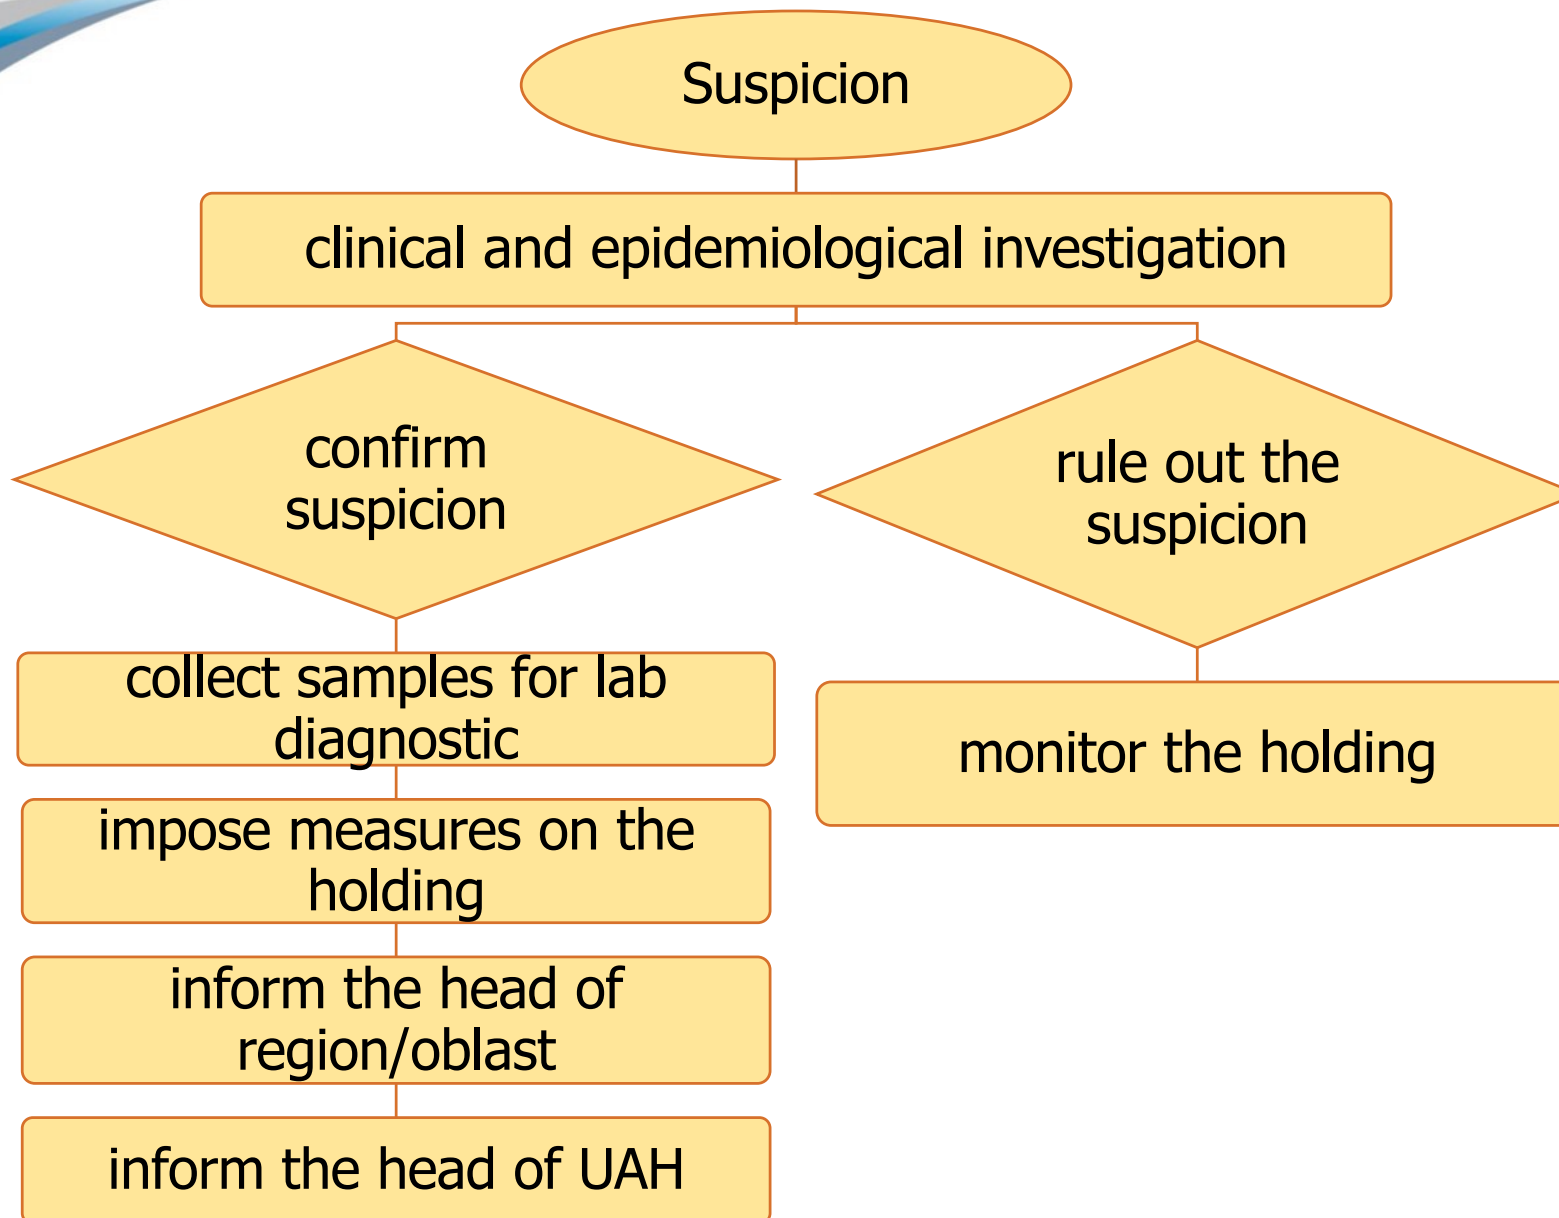 Suspicion
clinical and epidemiological investigation
confirm
suspicion
collect samples for lab
diagnostic
impose measures on the
holding
inform the head of
region/oblast
inform the head of UAH
rule out the
suspicion
monitor the holding